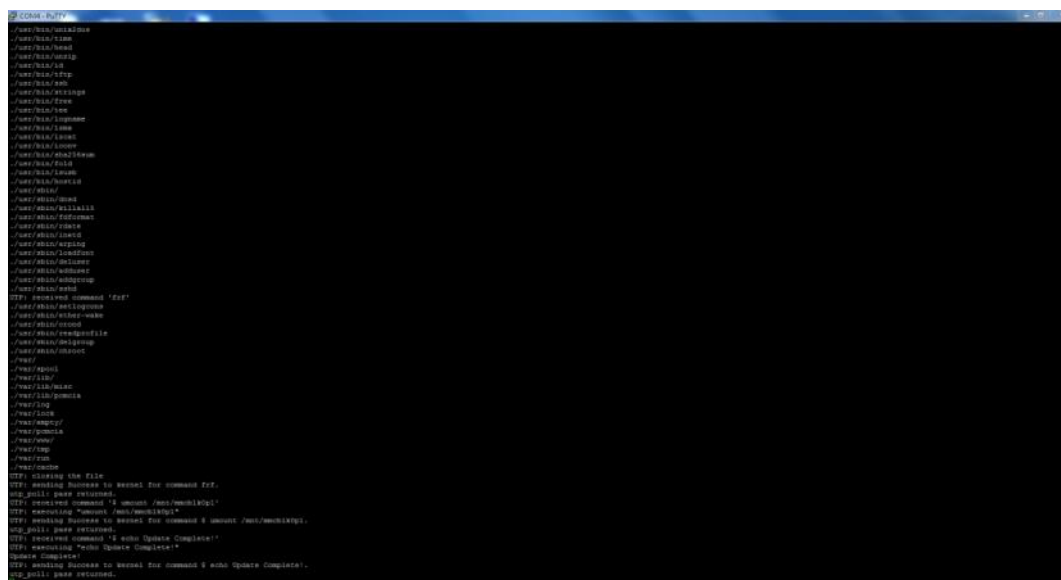 COM4 - PuTTY
./usr/bin/unix2dos
./usr/bin/time
./usr/bin/head
./usr/bin/unzip
./usr/bin/id
./usr/bin/tftp
./usr/bin/ssh
./usr/bin/strings
./usr/bin/free
./usr/bin/tee
./usr/bin/logname
./usr/bin/iconv
./usr/bin/sha256sum
./usr/bin/fold
./usr/bin/lsusb
./usr/bin/hostid
./usr/sbin/
./usr/sbin/dnsd
./usr/sbin/killall5
./usr/sbin/fdformat
./usr/sbin/rdate
./usr/sbin/inetd
./usr/sbin/arping
./usr/sbin/loadfont
./usr/sbin/deluser
./usr/sbin/adduser
./usr/sbin/addgroup
./usr/sbin/sshd
UTP: received command 'frf'
./usr/sbin/setlogcons
./usr/sbin/ether-wake
./usr/sbin/crond
./usr/sbin/readprofile
./usr/sbin/delgroup
./usr/sbin/chroot
./var/
./var/spool
./var/lib/
./var/lib/misc
./var/lib/pcmcia
./var/log
./var/lock
./var/empty/
./var/pcmcia
./var/www/
./var/tmp
./var/run
./var/cache
UTP: closing the file
UTP: sending Success to kernel for command frf.
utp_poll: pass returned.
UTP: received command '$ umount /mnt/mmcblk0p1'
UTP: executing "umount /mnt/mmcblk0p1"
UTP: sending Success to kernel for command $ umount /mnt/mmcblk0p1.
utp_poll: pass returned.
UTP: received command '$ echo Update Complete!'
UTP: executing "echo Update Complete!"
Update Complete!
UTP: sending Success to kernel for command $ echo Update Complete!.
utp_poll: pass returned.